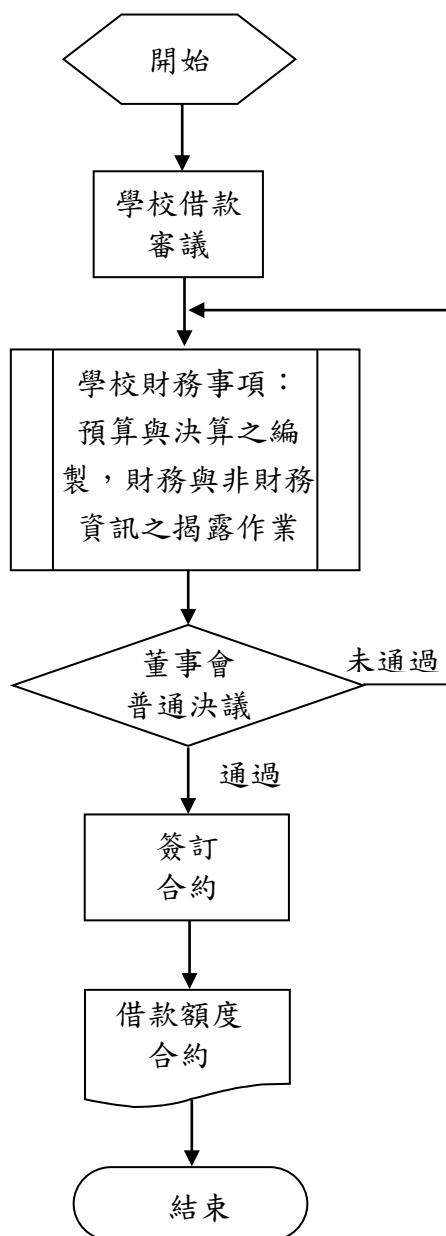 開始
學校借款
審議
學校財務事項：
預算與決算之編
製，財務與非財務
資訊之揭露作業
董事會
普通決議
未通過
通過
簽訂
合約
借款額度
合約
結束